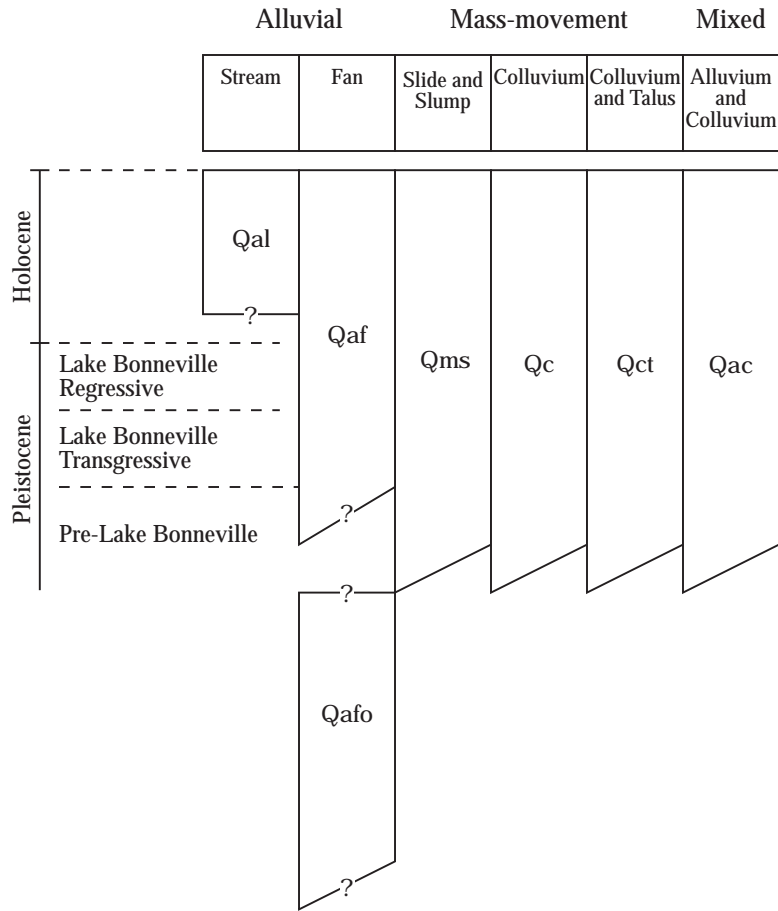 Alluvial
Mass-movement
Mixed
Stream
Fan
Slide and
Slump
Colluvium
Colluvium
and Talus
Alluvium
and
Colluvium
Holocene
Pleistocene
Qal
?
Qaf
Qms
Qc
Qct
Qac
Lake Bonneville
Regressive
Lake Bonneville
Transgressive
?
Pre-Lake Bonneville
?
Qafo
?